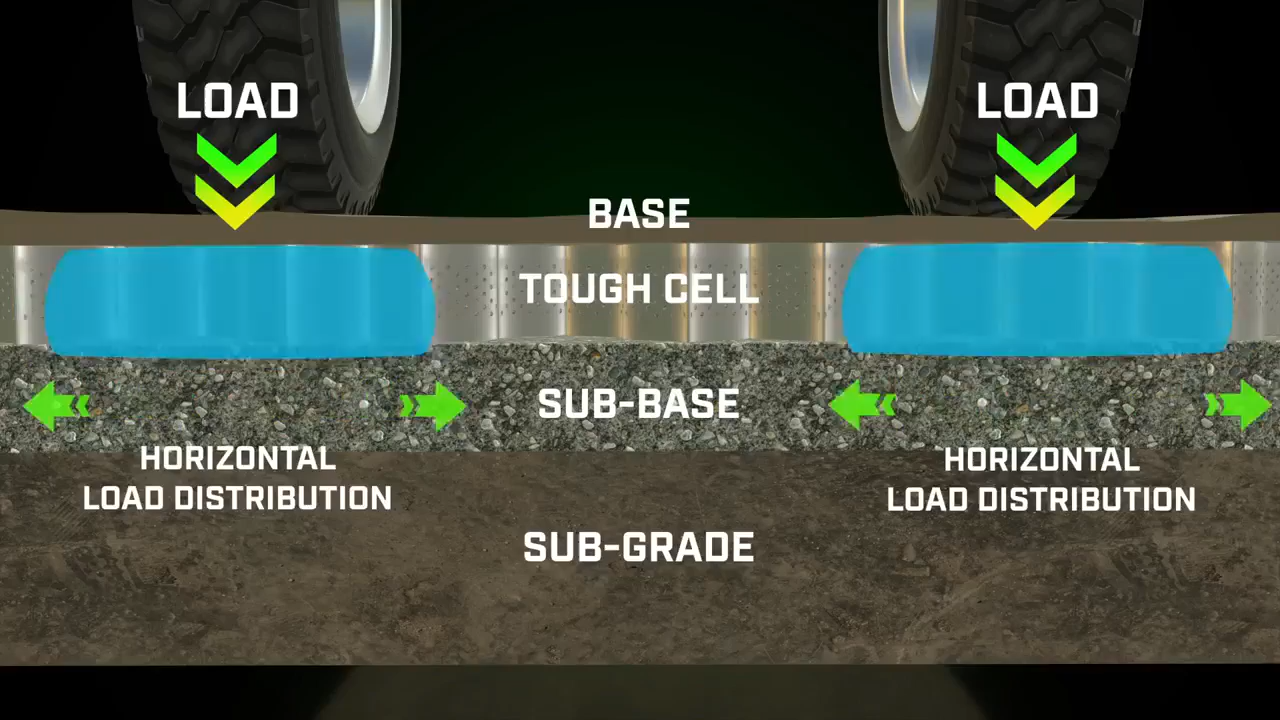 LOAD
LOAD
BASE
TOUGH CELL
SUB-BASE
HORIZONTAL
LOAD DISTRIBUTION
HORIZONTAL
LOAD DISTRIBUTION
SUB-GRADE